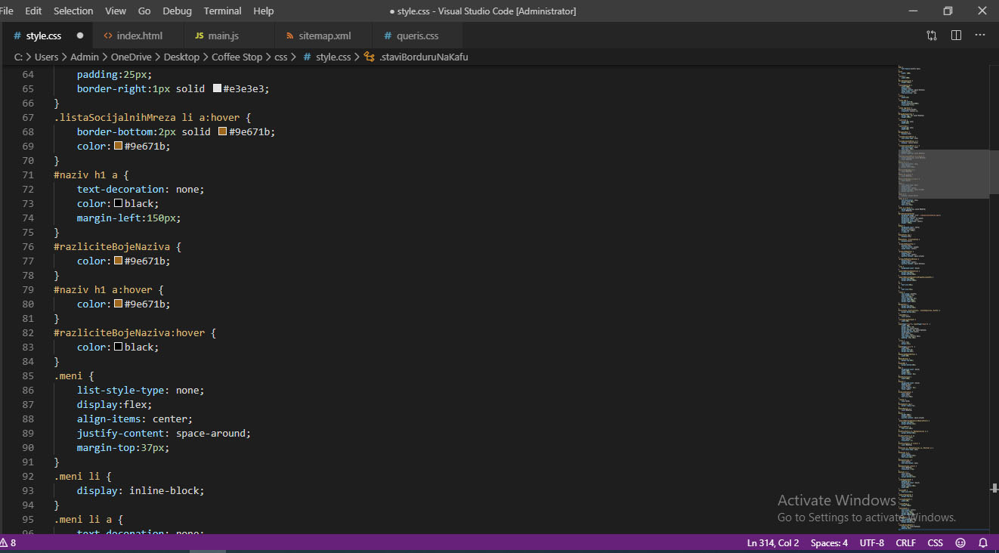 File Edit Selection View Go Debug Terminal Help ● style.css - Visual Studio Code [Administrator]
# style.css ● <> index.html JS main.js sitemap.xml # queris.css
C: > Users > Admin > OneDrive > Desktop > Coffee Stop > css > # style.css > .staviBorduruNaKafu
64 padding:25px;
65 border-right:1px solid #e3e3e3;
66 }
67 .listaSocijalnihMreza li a:hover {
68 border-bottom:2px solid #9e671b;
69 color:#9e671b;
70 }
71 #naziv h1 a {
72 text-decoration: none;
73 color:black;
74 margin-left:150px;
75 }
76 #razliciteBojeNaziva {
77 color:#9e671b;
78 }
79 #naziv h1 a:hover {
80 color:#9e671b;
81 }
82 #razliciteBojeNaziva:hover {
83 color:black;
84 }
85 .meni {
86 list-style-type: none;
87 display:flex;
88 align-items: center;
89 justify-content: space-around;
90 margin-top:37px;
91 }
92 .meni li {
93 display: inline-block;
94 }
95 .meni li a {
96 text-decoration: none;
Activate Windows
Go to Settings to activate Windows.
8 Ln 314, Col 2 Spaces: 4 UTF-8 CRLF CSS